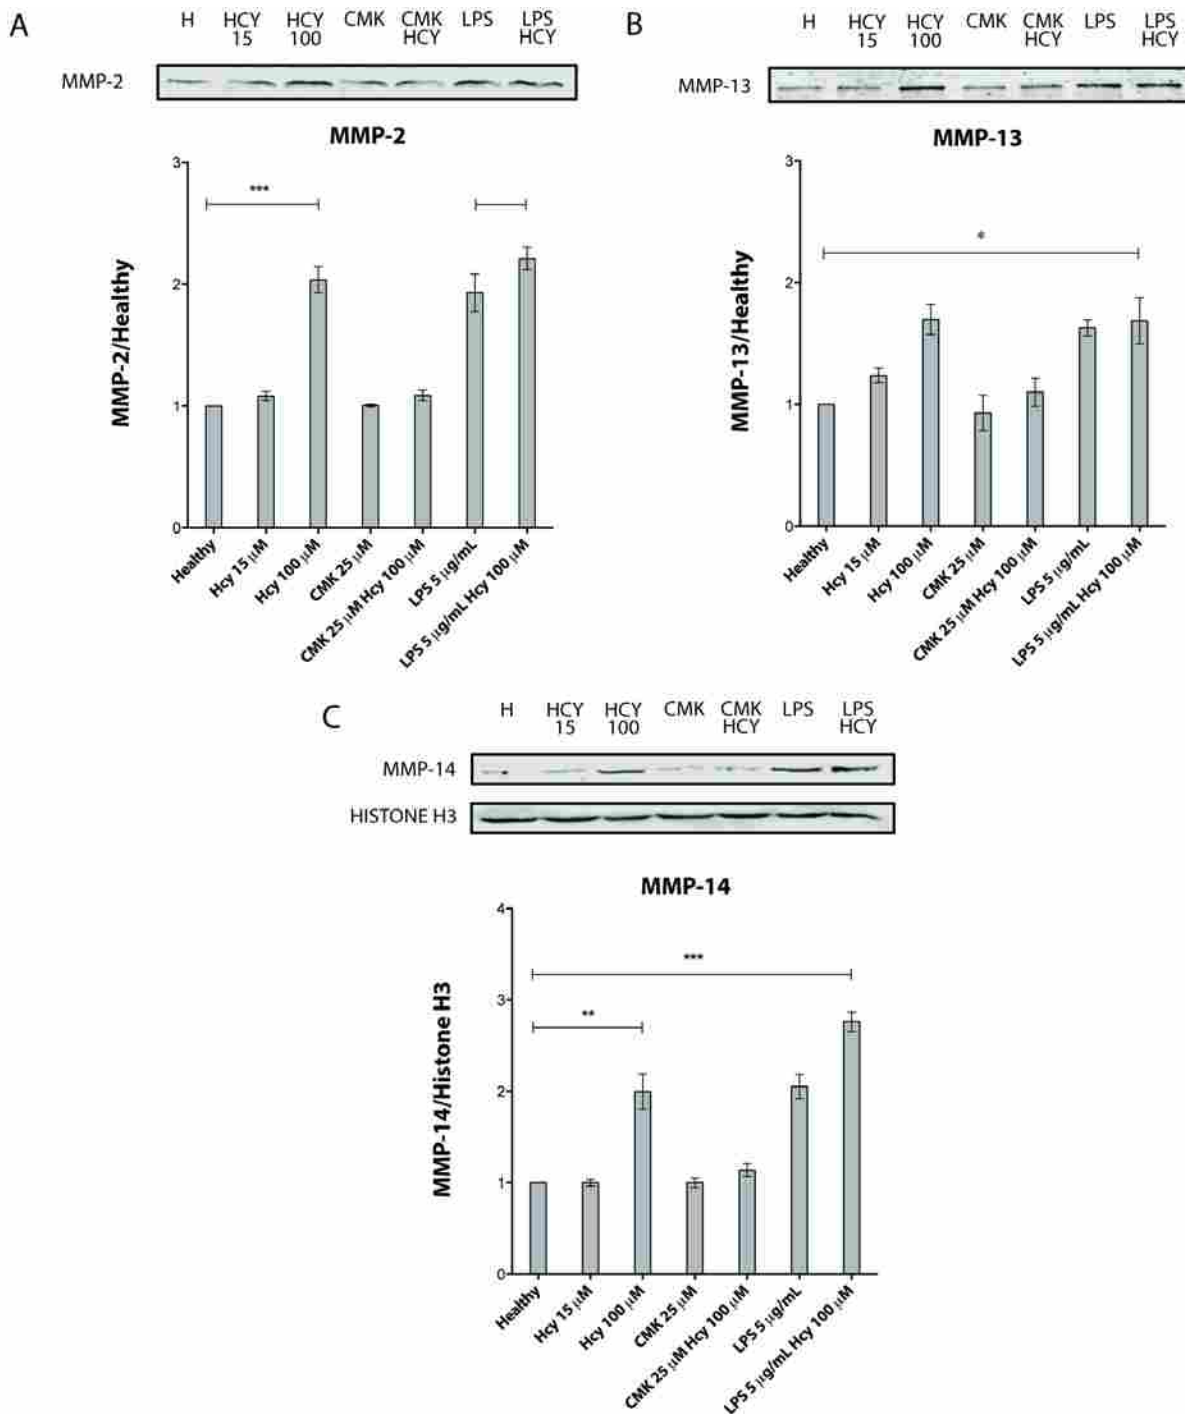 A
H HCY 15 HCY 100 CMK CMK HCY LPS LPS HCY
MMP-2
MMP-2
3
***
2
1
0
MMP-2/Healthy
Healthy
Hcy 15 μM
Hcy 100 μM
CMK 25 μM
CMK 25 μM Hcy 100 μM
LPS 5 μg/mL
LPS 5 μg/mL Hcy 100 μM
B
H HCY 15 HCY 100 CMK CMK HCY LPS LPS HCY
MMP-13
MMP-13
3
*
2
1
0
MMP-13/Healthy
Healthy
Hcy 15 μM
Hcy 100 μM
CMK 25 μM
CMK 25 μM Hcy 100 μM
LPS 5 μg/mL
LPS 5 μg/mL Hcy 100 μM
C
H HCY 15 HCY 100 CMK CMK HCY LPS LPS HCY
MMP-14
HISTONE H3
MMP-14
4
***
3
**
2
1
0
MMP-14/Histone H3
Healthy
Hcy 15 μM
Hcy 100 μM
CMK 25 μM
CMK 25 μM Hcy 100 μM
LPS 5 μg/mL
LPS 5 μg/mL Hcy 100 μM